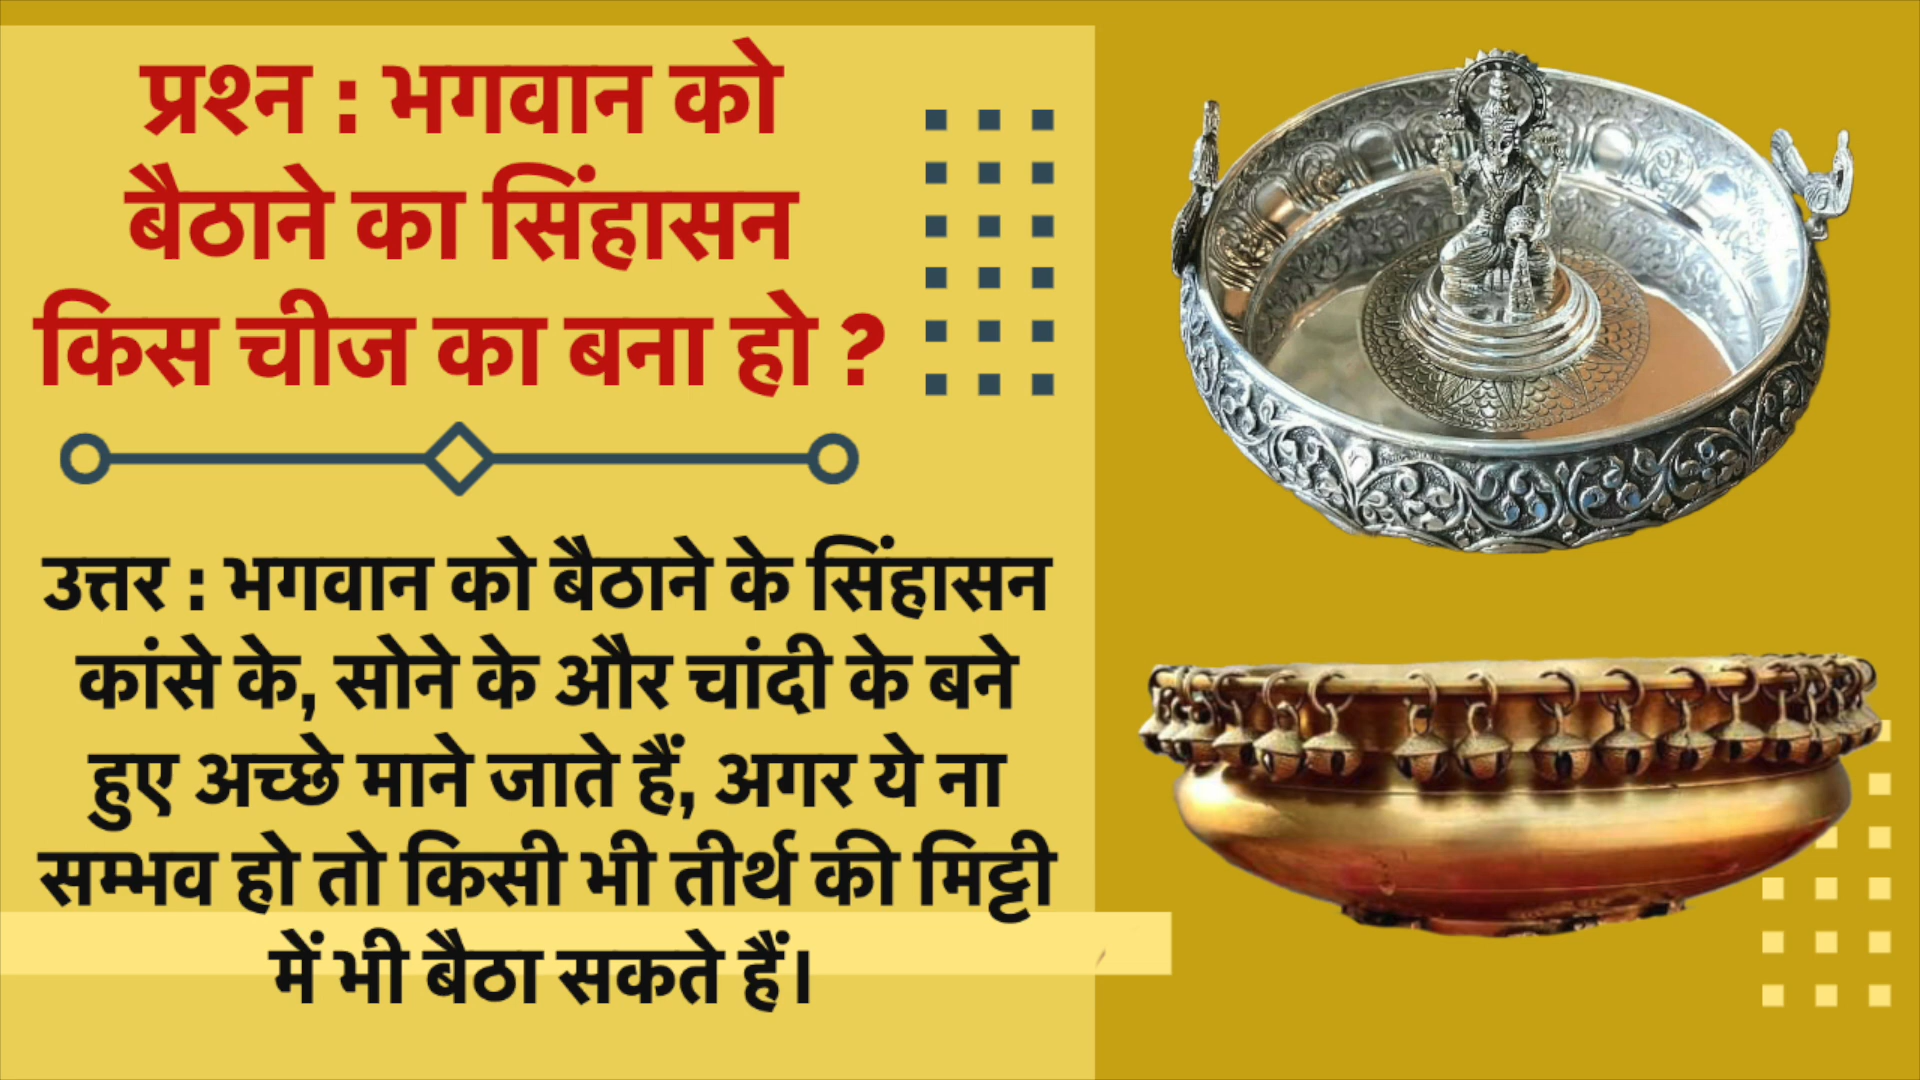 प्रश्न : भगवान को
बैठाने का सिंहासन
किस चीज का बना हो ?
उत्तर : भगवान को बैठाने के सिंहासन
कांसे के, सोने के और चांदी के बने
हुए अच्छे माने जाते हैं, अगर ये ना
सम्भव हो तो किसी भी तीर्थ की मिट्टी
में भी बैठा सकते हैं।